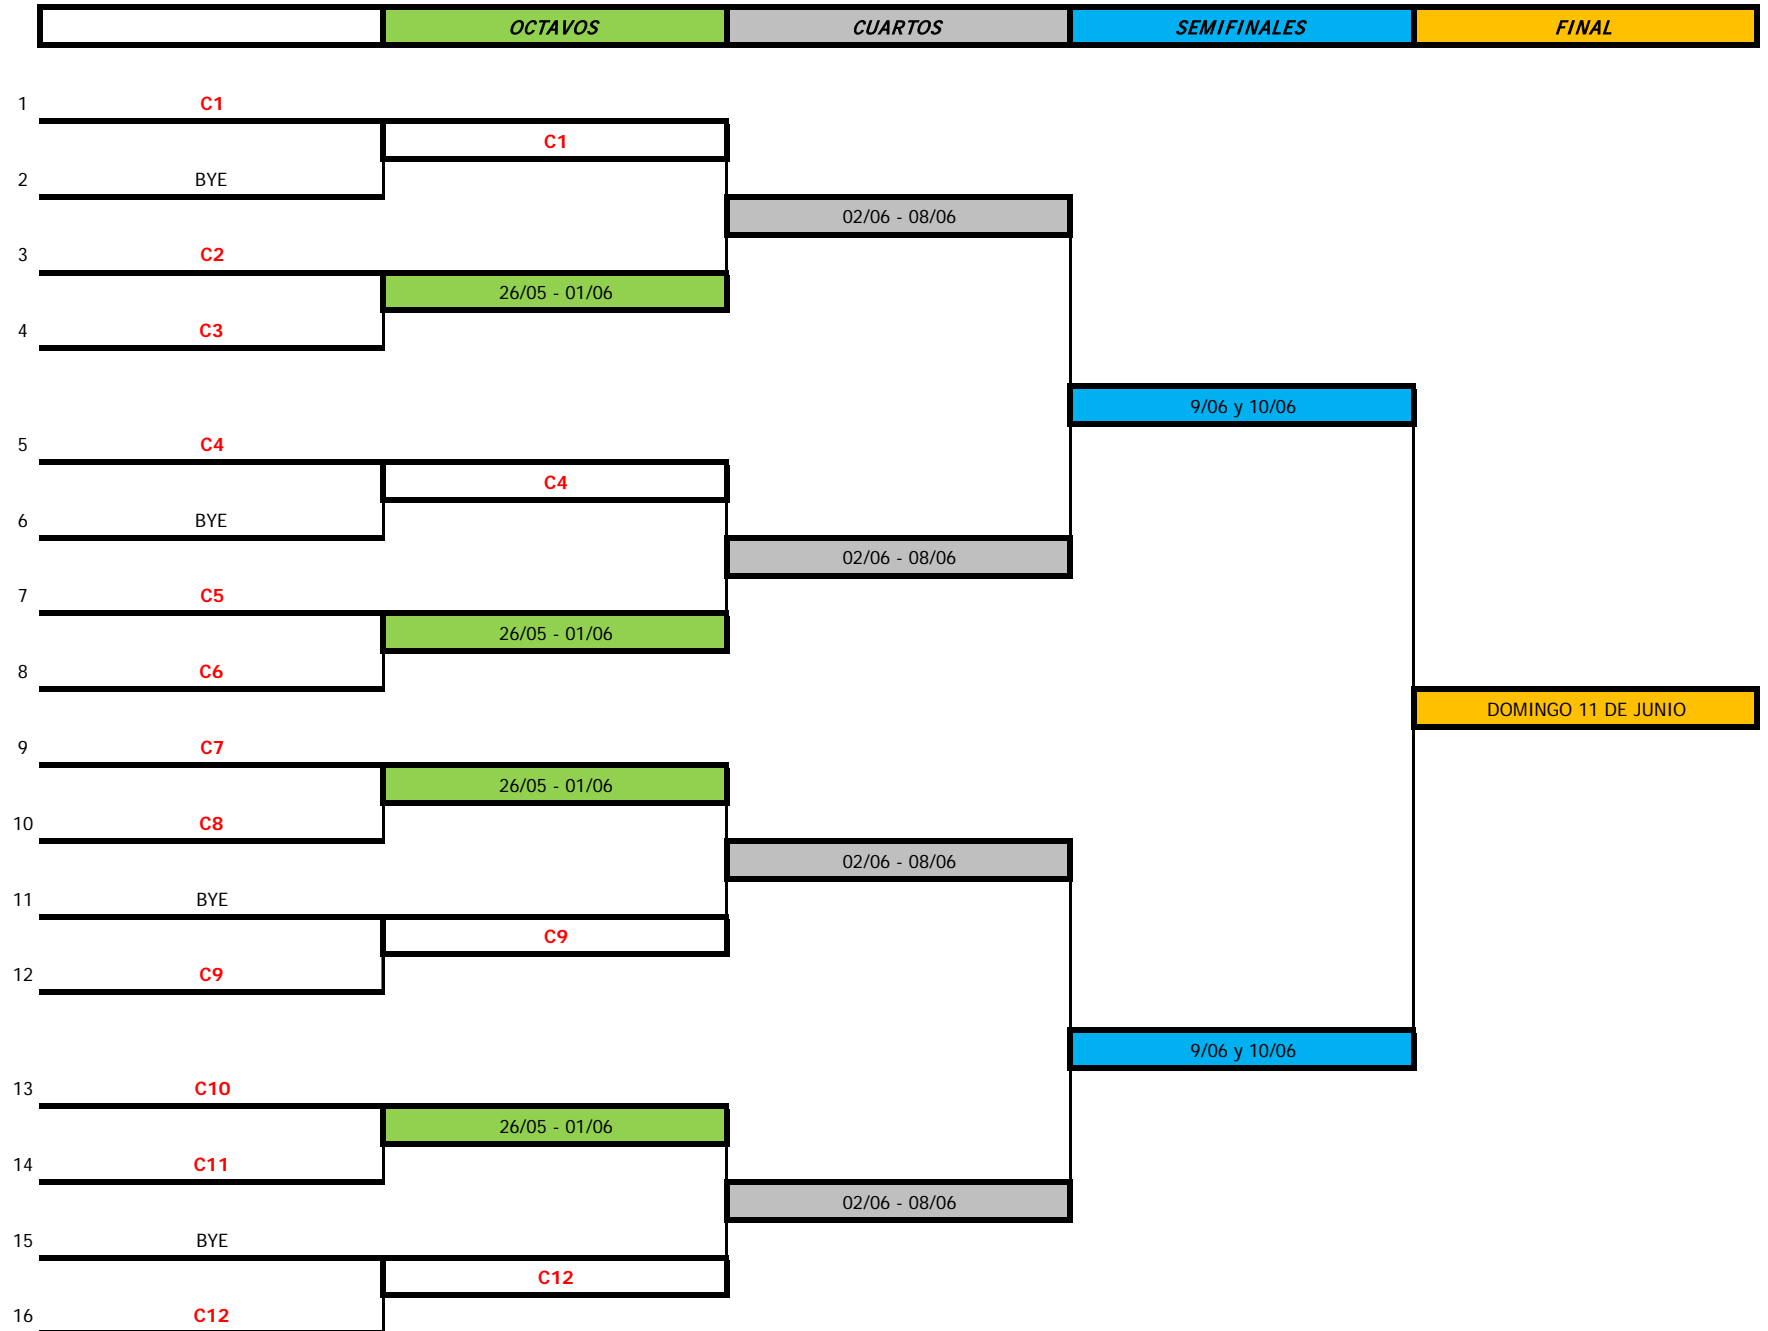 OCTAVOS CUARTOS SEMIFINALES FINAL
1 C1
C1
2 BYE
02/06 - 08/06
3 C2
26/05 - 01/06
4 C3
9/06 y 10/06
5 C4
C4
6 BYE
02/06 - 08/06
7 C5
26/05 - 01/06
8 C6
DOMINGO 11 DE JUNIO
9 C7
26/05 - 01/06
10 C8
02/06 - 08/06
11 BYE
C9
12 C9
9/06 y 10/06
13 C10
26/05 - 01/06
14 C11
02/06 - 08/06
15 BYE
C12
16 C12